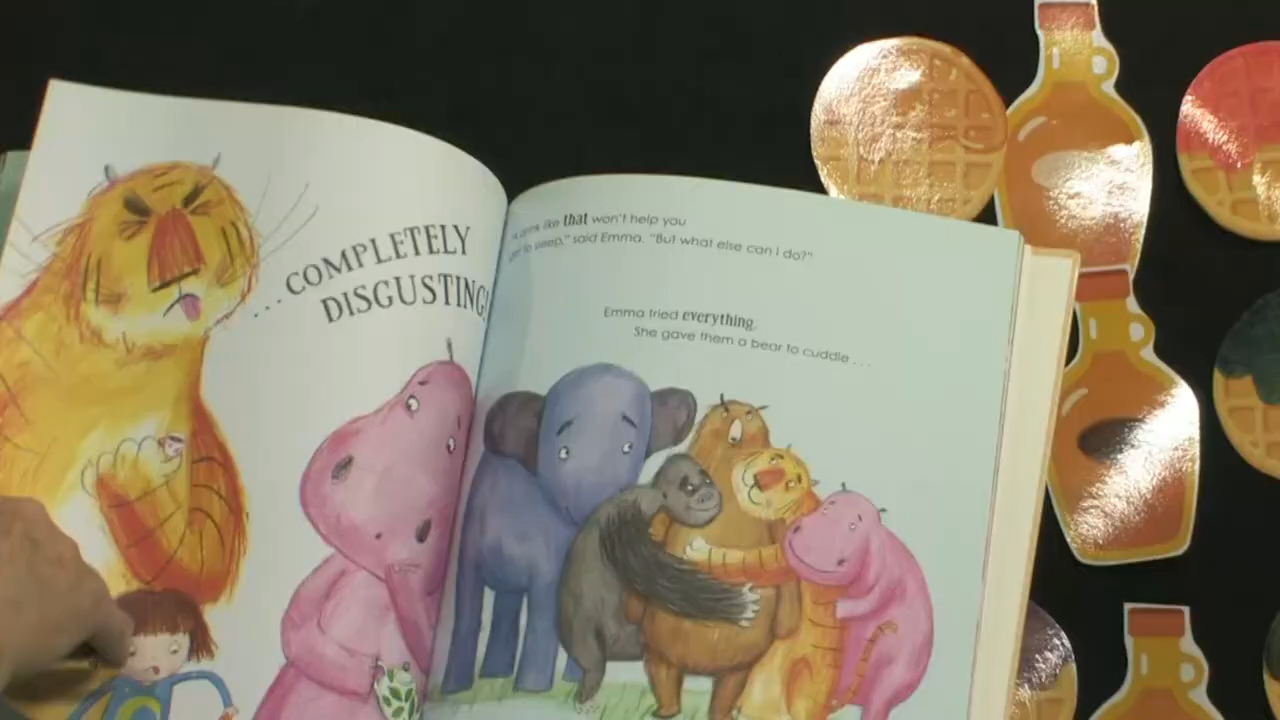 ...COMPLETELY
DISGUSTING!
drink like that won't help you
to sleep," said Emma. "But what else can I do?"
Emma tried everything.
She gave them a bear to cuddle ...